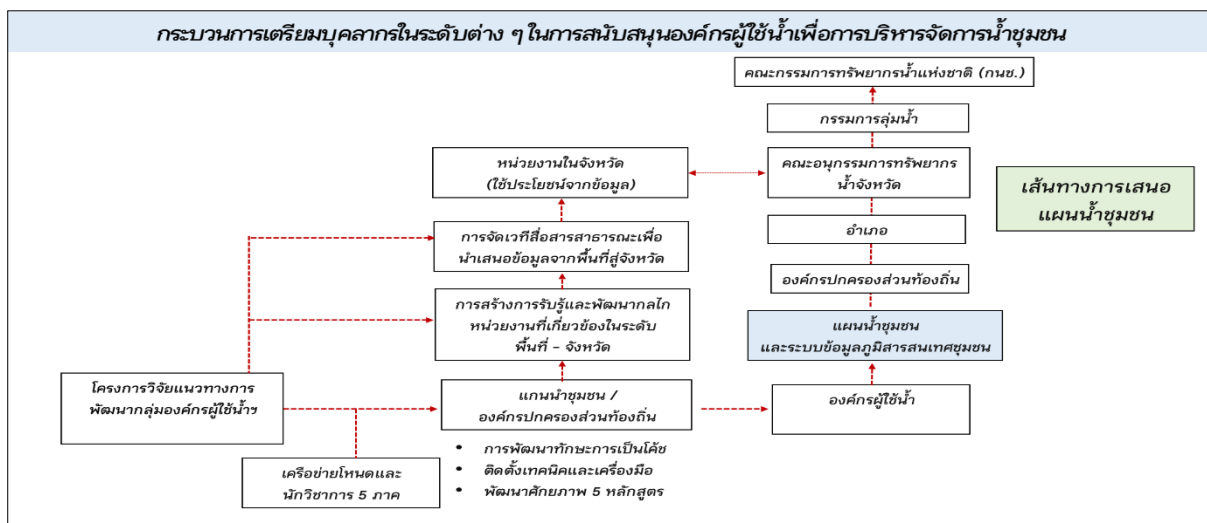 กระบวนการเตรียมบุคลากรในระดับต่าง ๆ ในการสนับสนุนองค์กรผู้ใช้น้ำเพื่อการบริหารจัดการน้ำชุมชน
คณะกรรมการทรัพยากรน้ำแห่งชาติ (กนช.)
กรรมการลุ่มน้ำ
หน่วยงานในจังหวัด
(ใช้ประโยชน์จากข้อมูล)
คณะอนุกรรมการทรัพยากร
น้ำจังหวัด
เส้นทางการเสนอ
แผนน้ำชุมชน
การจัดเวทีสื่อสารสาธารณะเพื่อ
นำเสนอข้อมูลจากพื้นที่สู่จังหวัด
อำเภอ
องค์กรปกครองส่วนท้องถิ่น
การสร้างการรับรู้และพัฒนากลไก
หน่วยงานที่เกี่ยวข้องในระดับ
พื้นที่ – จังหวัด
แผนน้ำชุมชน
และระบบข้อมูลภูมิสารสนเทศชุมชน
โครงการวิจัยแนวทางการ
พัฒนากลุ่มองค์กรผู้ใช้น้ำฯ
แกนนำชุมชน /
องค์กรปกครองส่วนท้องถิ่น
องค์กรผู้ใช้น้ำ
เครือข่ายโหนดและ
นักวิชาการ 5 ภาค
• การพัฒนาทักษะการเป็นโค้ช
• ติดตั้งเทคนิคและเครื่องมือ
• พัฒนาศักยภาพ 5 หลักสูตร